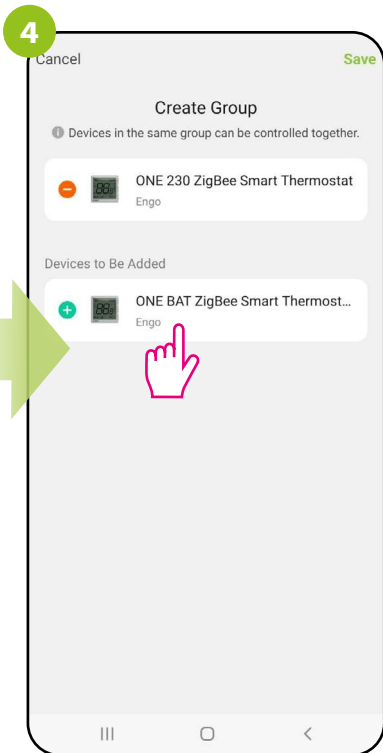 4
Cancel Save
Create Group
Devices in the same group can be controlled together.
ONE 230 ZigBee Smart Thermostat
Engo
Devices to Be Added
ONE BAT ZigBee Smart Thermost...
Engo